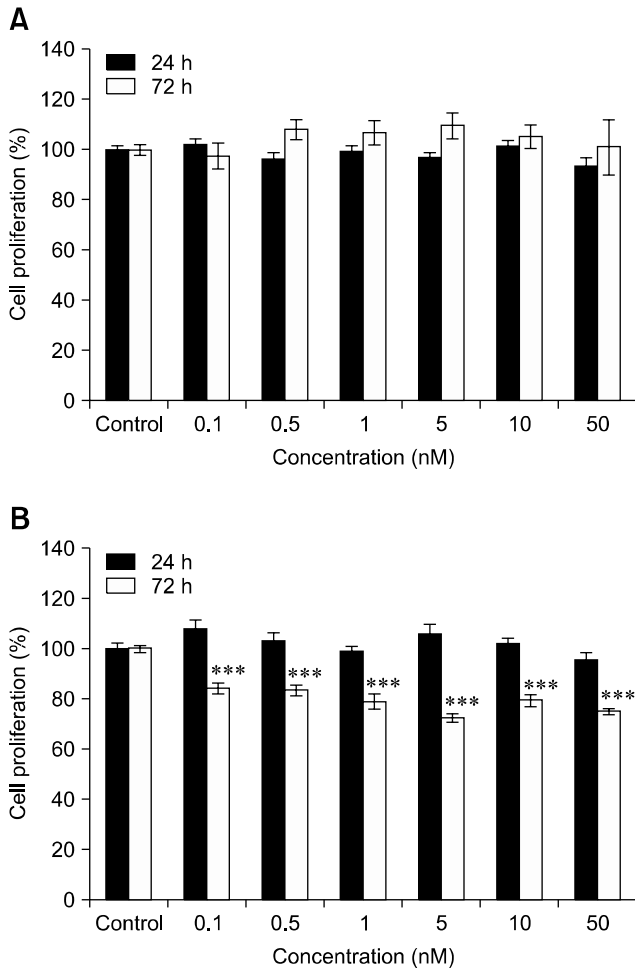 A
140
120
100
80
60
40
20
0
Cell proliferation (%)
24 h
72 h
Control 0.1 0.5 1 5 10 50
Concentration (nM)
B
140
120
100
80
60
40
20
0
Cell proliferation (%)
24 h
72 h
*** *** *** *** *** ***
Control 0.1 0.5 1 5 10 50
Concentration (nM)